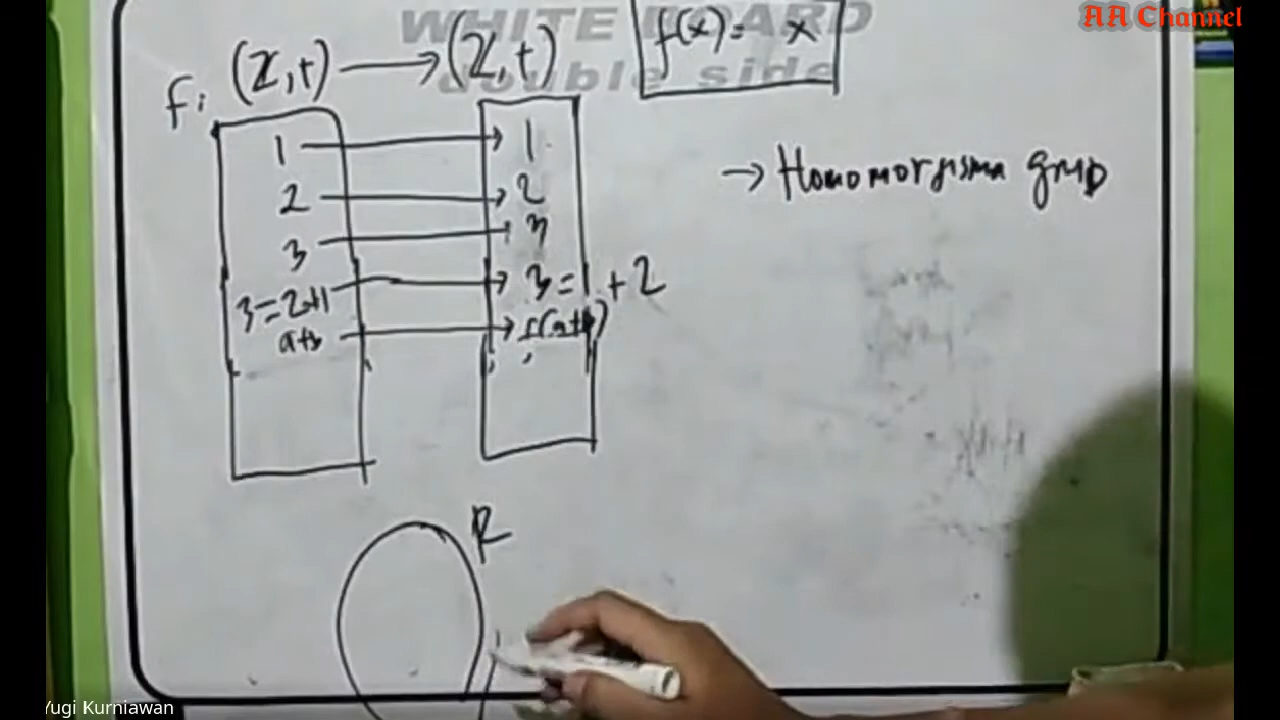 AA Channel
WHITE BOARD
double side
f(x) = x
f: (Z,+) → (Z,+)
1 → 1
2 → 2
3 → 3
3=2+1 → 3=1+2
a+b → f(a+b)
→ Homomorfisma grup
R
Yugi Kurniawan